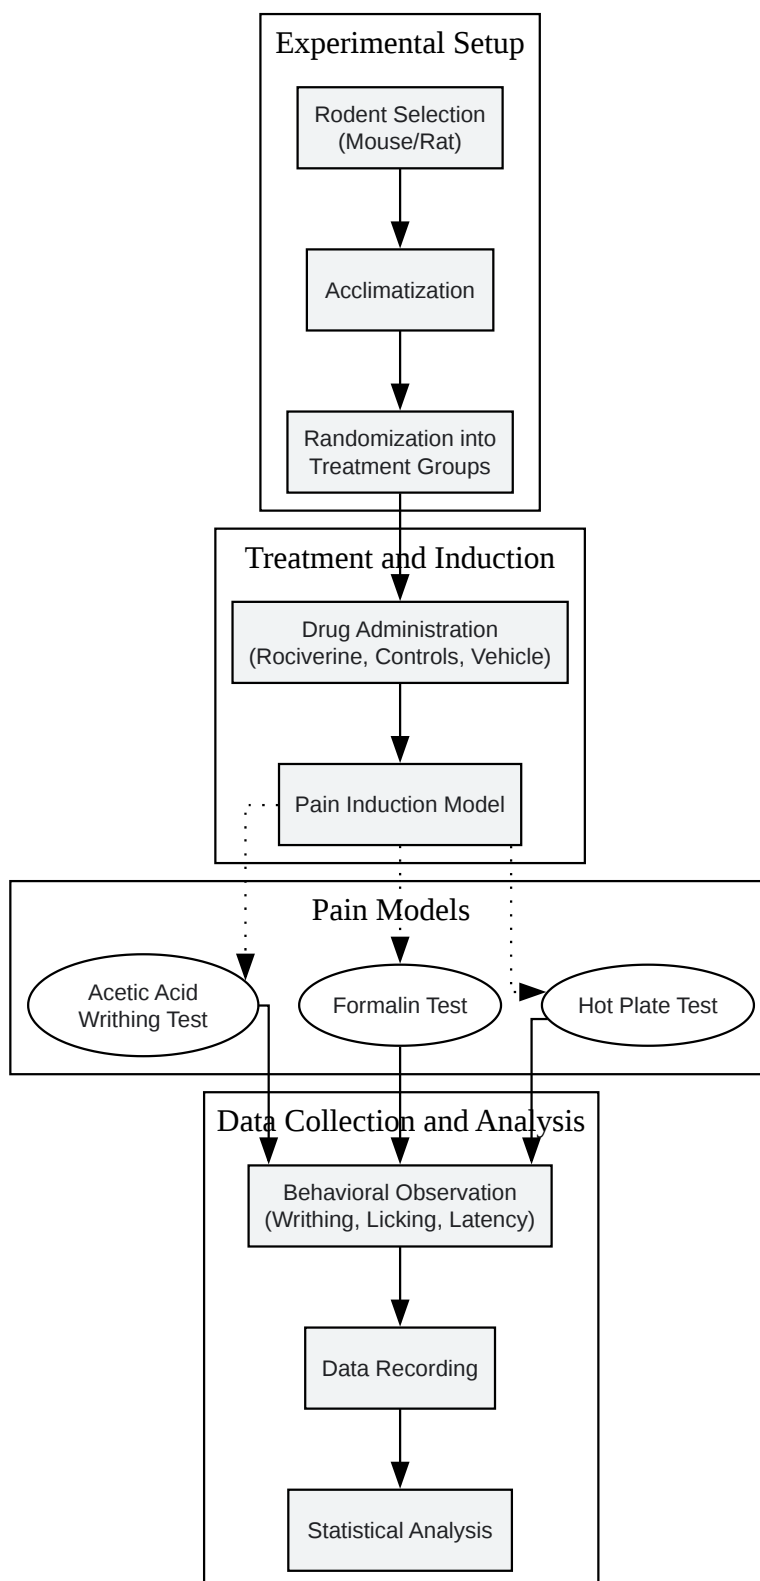 Experimental Setup
Rodent Selection
(Mouse/Rat)
Acclimatization
Randomization into
Treatment Groups
Treatment and Induction
Drug Administration
(Rociverine, Controls, Vehicle)
Pain Induction Model
Pain Models
Acetic Acid
Writhing Test
Formalin Test
Hot Plate Test
Data Collection and Analysis
Behavioral Observation
(Writhing, Licking, Latency)
Data Recording
Statistical Analysis